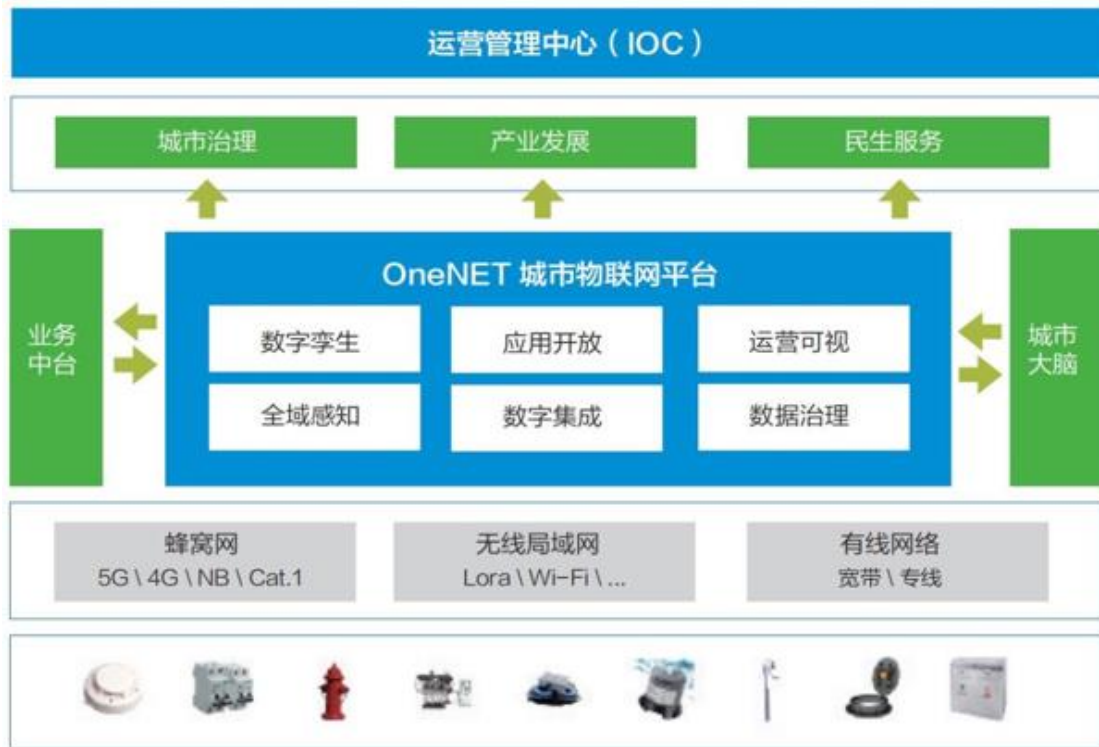 运营管理中心（IOC）
城市治理
产业发展
民生服务
OneNET 城市物联网平台
业务
中台
数字孪生
应用开放
运营可视
城市
大脑
全域感知
数字集成
数据治理
蜂窝网
5G \ 4G \ NB \ Cat.1
无线局域网
Lora \ Wi-Fi \ ...
有线网络
宽带 \ 专线